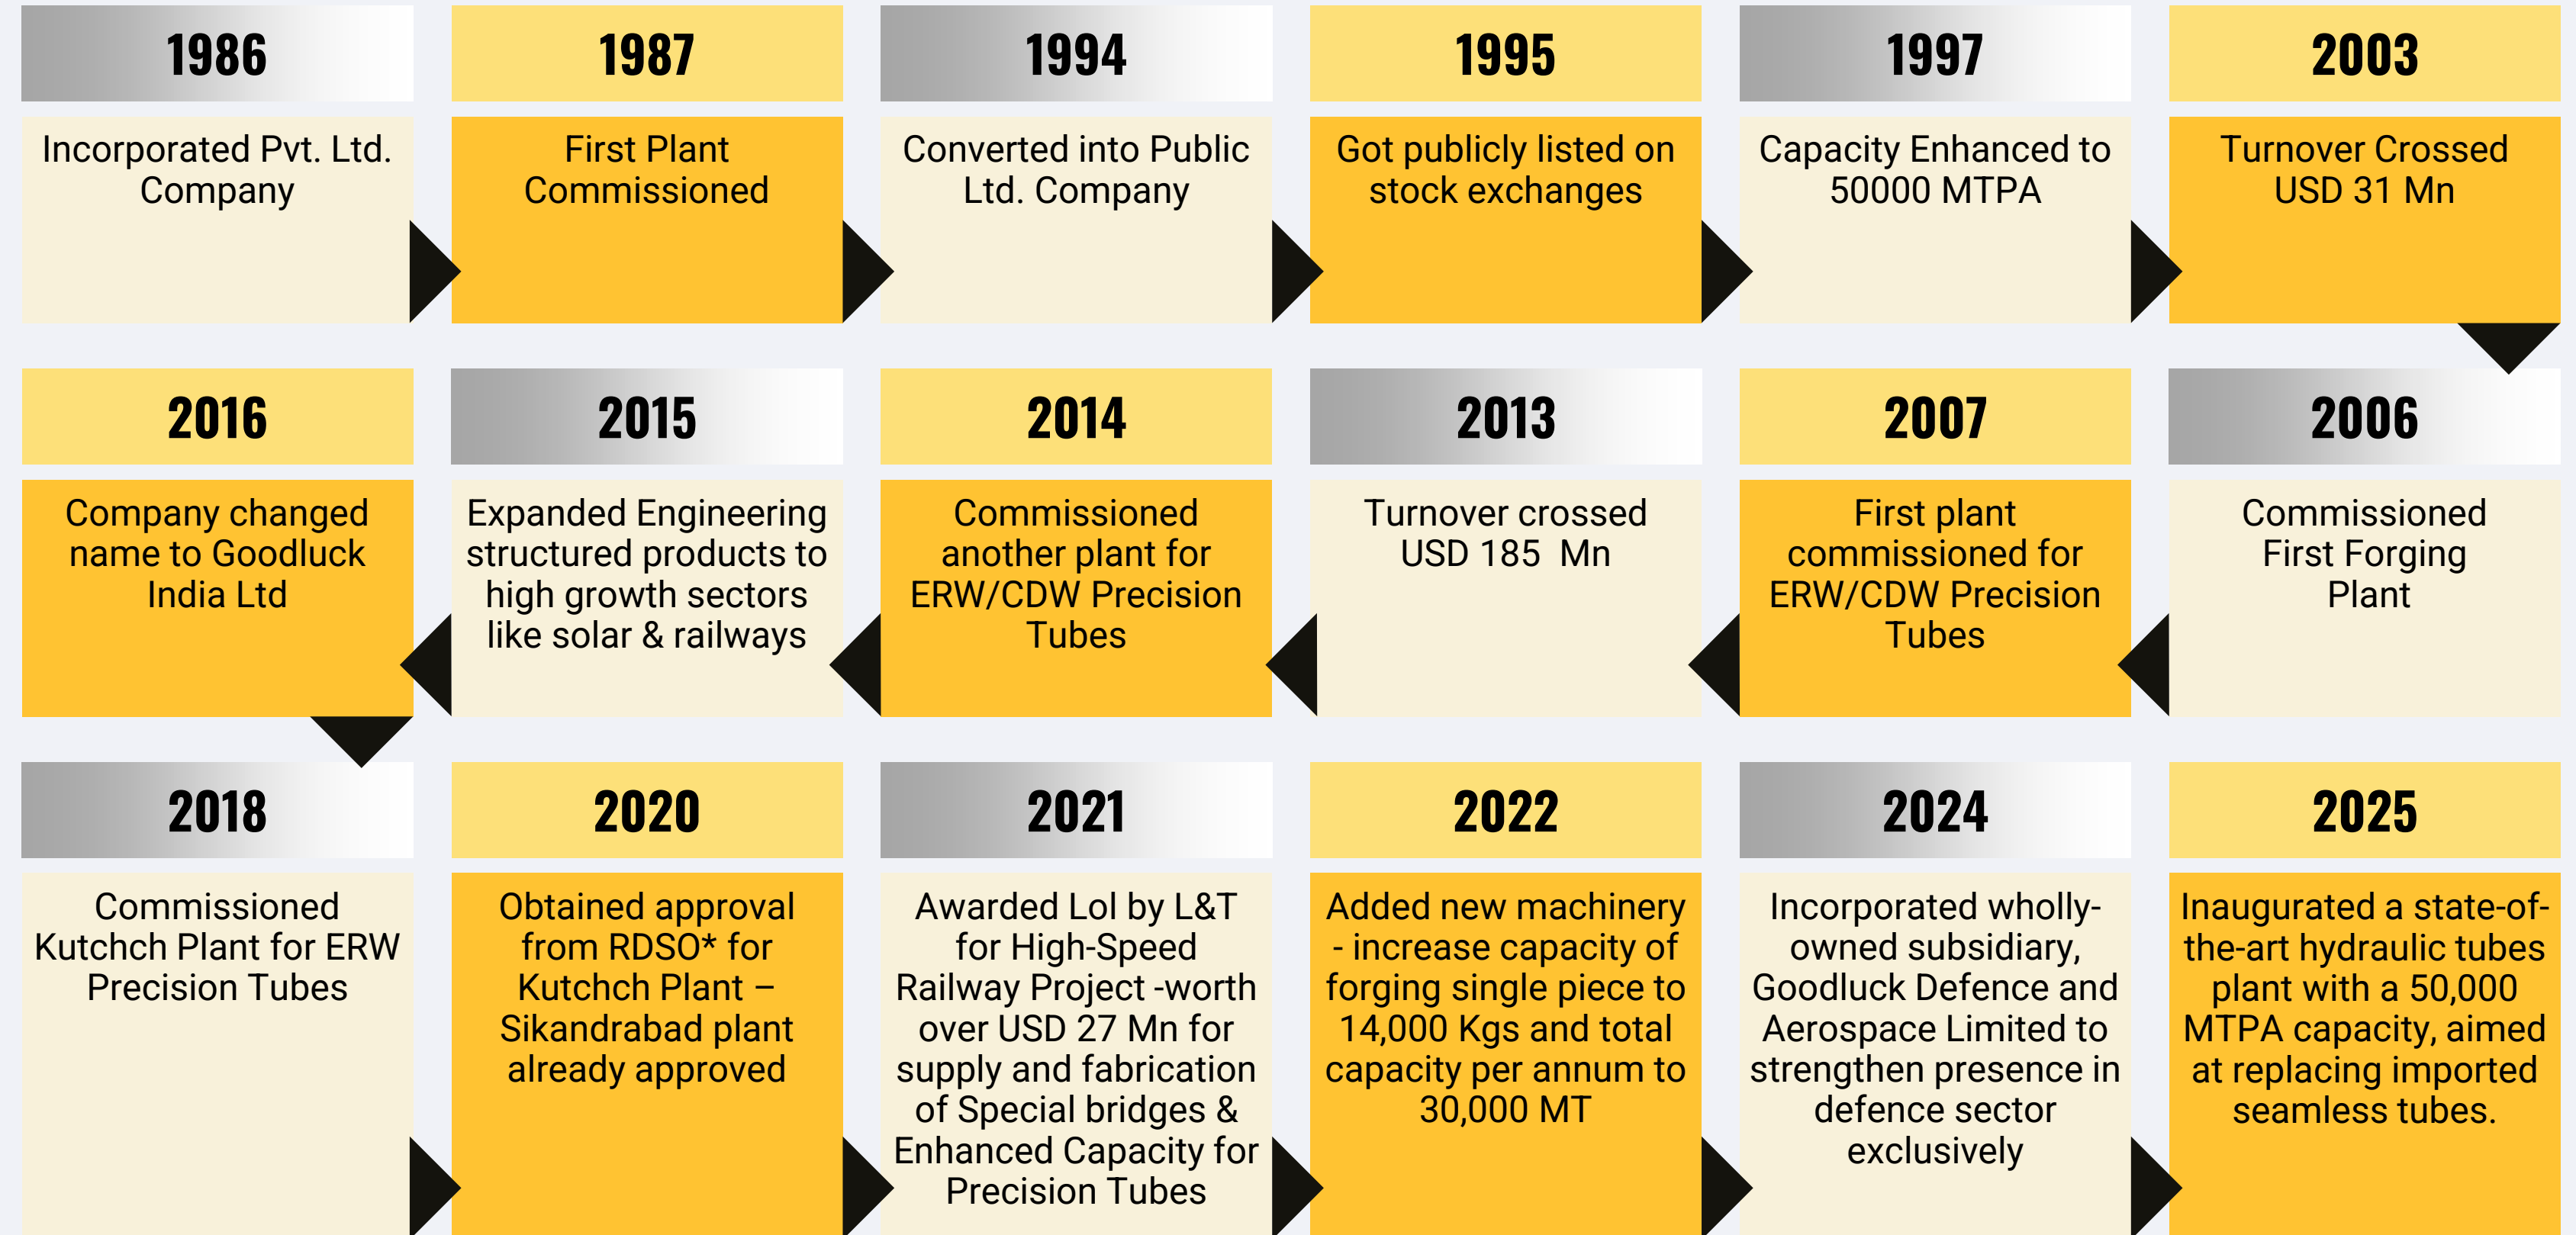 1986
Incorporated Pvt. Ltd.
Company
1987
First Plant
Commissioned
1994
Converted into Public
Ltd. Company
1995
Got publicly listed on
stock exchanges
1997
Capacity Enhanced to
50000 MTPA
2003
Turnover Crossed
USD 31 Mn
2006
Commissioned
First Forging
Plant
2007
First plant
commissioned for
ERW/CDW Precision
Tubes
2013
Turnover crossed
USD 185 Mn
2014
Commissioned
another plant for
ERW/CDW Precision
Tubes
2015
Expanded Engineering
structured products to
high growth sectors
like solar & railways
2016
Company changed
name to Goodluck
India Ltd
2018
Commissioned
Kutchch Plant for ERW
Precision Tubes
2020
Obtained approval
from RDSO* for
Kutchch Plant –
Sikandrabad plant
already approved
2021
Awarded LoI by L&T
for High-Speed
Railway Project -worth
over USD 27 Mn for
supply and fabrication
of Special bridges &
Enhanced Capacity for
Precision Tubes
2022
Added new machinery
- increase capacity of
forging single piece to
14,000 Kgs and total
capacity per annum to
30,000 MT
2024
Incorporated wholly-
owned subsidiary,
Goodluck Defence and
Aerospace Limited to
strengthen presence in
defence sector
exclusively
2025
Inaugurated a state-of-
the-art hydraulic tubes
plant with a 50,000
MTPA capacity, aimed
at replacing imported
seamless tubes.